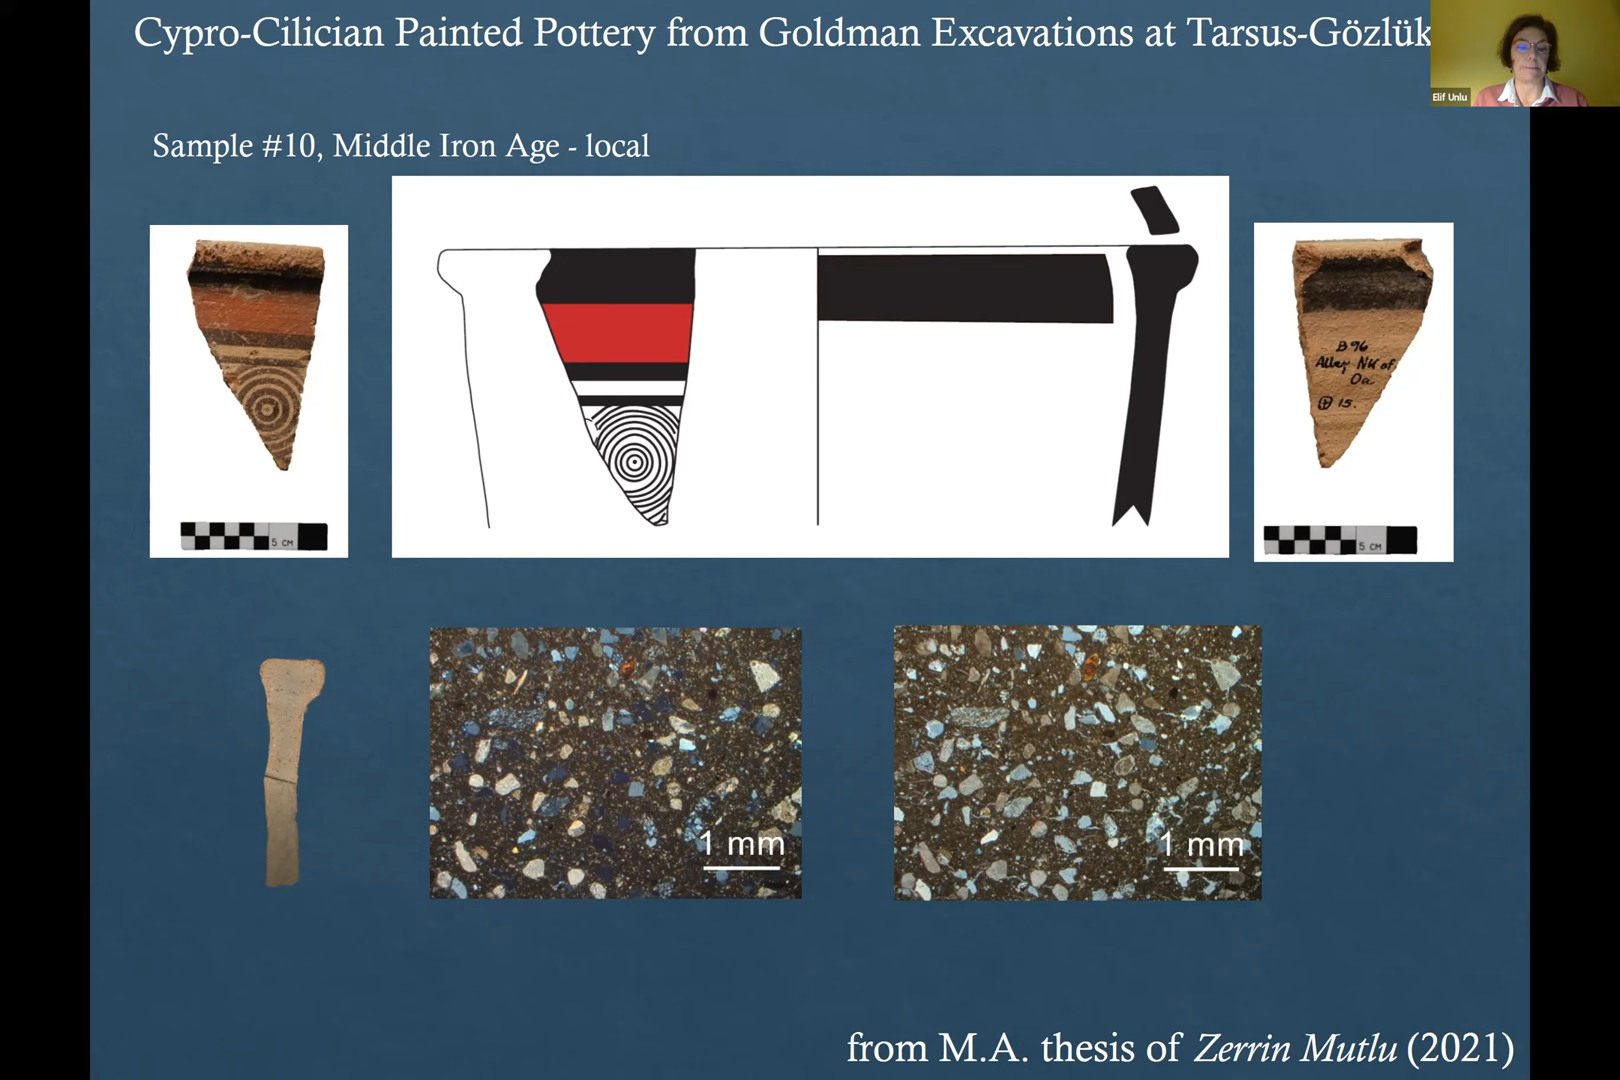 Cypro-Cilician Painted Pottery from Goldman Excavations at Tarsus-Gözlük
Elif Unlu
Sample #10, Middle Iron Age - local
B 96
Alley NW of
Oa
15.
5 CM
5 CM
1 mm
1 mm
from M.A. thesis of Zerrin Mutlu (2021)